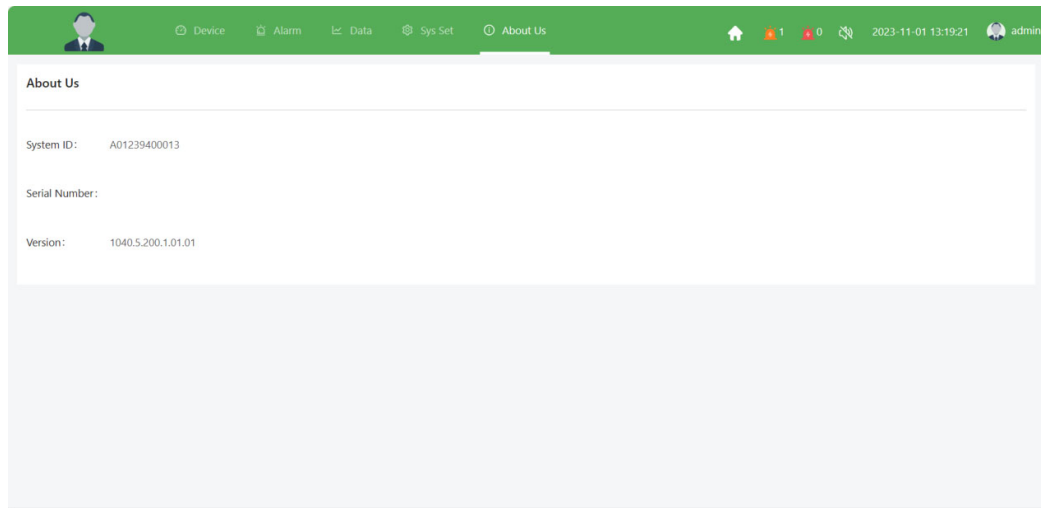 Device Alarm Data Sys Set About Us 1 0 2023-11-01 13:19:21 admin
About Us
System ID： A01239400013
Serial Number：
Version： 1040.5.200.1.01.01